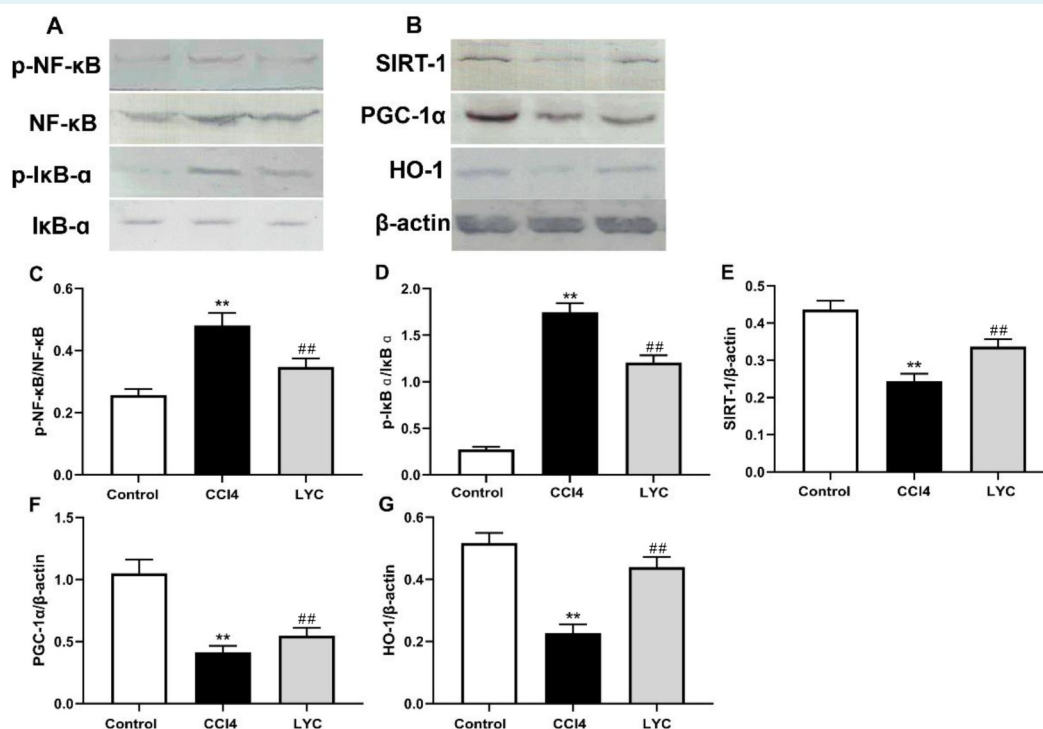 A
B
p-NF-κB
NF-κB
p-IκB-α
IκB-α
SIRT-1
PGC-1α
HO-1
β-actin
C
p-NF-κB/NF-κB
0.6
0.4
0.2
0.0
**
##
Control
CCl4
LYC
D
p-IκB α/IκB α
2.0
1.5
1.0
0.5
0.0
**
##
Control
CCl4
LYC
E
SIRT-1/β-actin
0.5
0.4
0.3
0.2
0.1
0.0
**
##
Control
CCl4
LYC
F
PGC-1α/β-actin
1.5
1.0
0.5
0.0
**
##
Control
CCl4
LYC
G
HO-1/β-actin
0.6
0.4
0.2
0.0
**
##
Control
CCl4
LYC